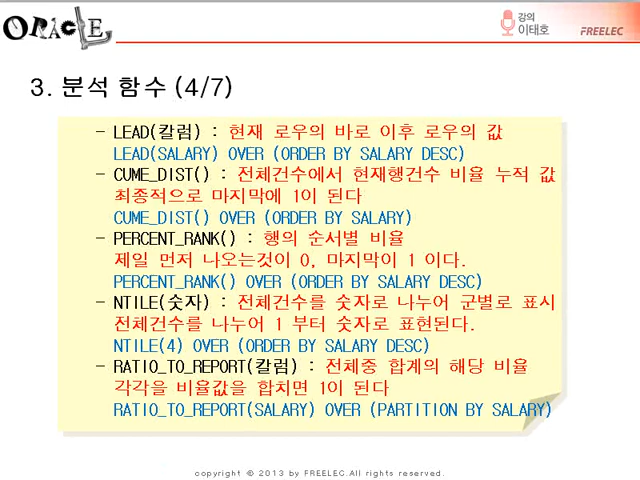 ORACLE
강의
이태호
FREELEC
3. 분석 함수 (4/7)
- LEAD(칼럼) : 현재 로우의 바로 이후 로우의 값
LEAD(SALARY) OVER (ORDER BY SALARY DESC)
- CUME_DIST() : 전체건수에서 현재행건수 비율 누적 값
최종적으로 마지막에 1이 된다
CUME_DIST() OVER (ORDER BY SALARY)
- PERCENT_RANK() : 행의 순서별 비율
제일 먼저 나오는것이 0, 마지막이 1 이다.
PERCENT_RANK() OVER (ORDER BY SALARY DESC)
- NTILE(숫자) : 전체건수를 숫자로 나누어 군별로 표시
전체건수를 나누어 1 부터 숫자로 표현된다.
NTILE(4) OVER (ORDER BY SALARY DESC)
- RATIO_TO_REPORT(칼럼) : 전체중 합계의 해당 비율
각각을 비율값을 합치면 1이 된다
RATIO_TO_REPORT(SALARY) OVER (PARTITION BY SALARY)
copyright © 2013 by FREELEC.All rights reserved.